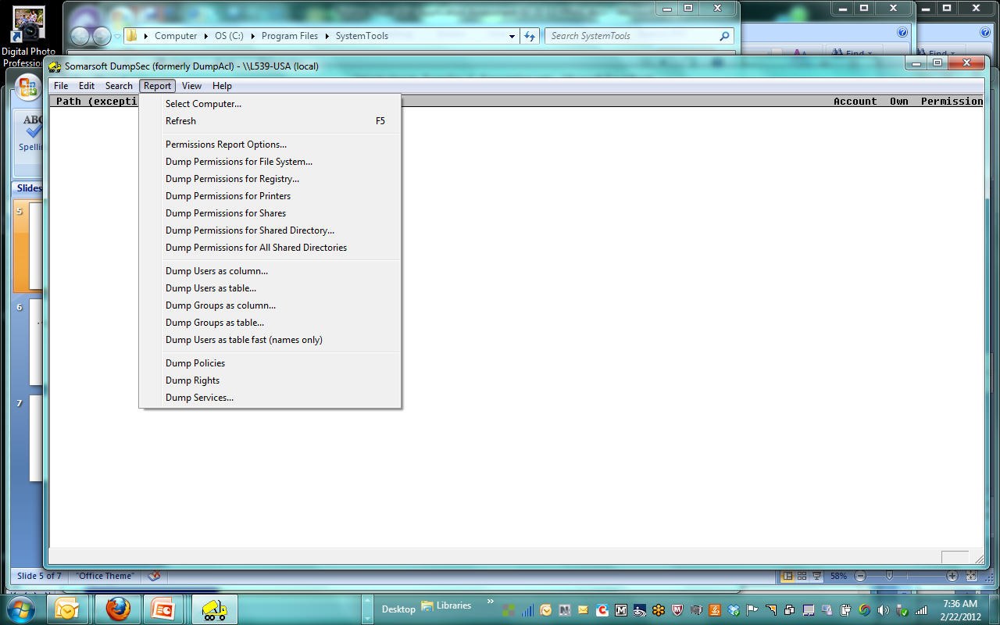 Digital Photo
Professio
Computer OS (C:) Program Files SystemTools
Search SystemTools
Find
Find
Somarsoft DumpSec (formerly DumpAcl) - \\L539-USA (local)
File Edit Search Report View Help
Path (excepti Account Own Permission
Select Computer...
Refresh F5
Permissions Report Options...
Dump Permissions for File System...
Dump Permissions for Registry...
Dump Permissions for Printers
Dump Permissions for Shares
Dump Permissions for Shared Directory...
Dump Permissions for All Shared Directories
Dump Users as column...
Dump Users as table...
Dump Groups as column...
Dump Groups as table...
Dump Users as table fast (names only)
Dump Policies
Dump Rights
Dump Services...
ABC
Spellin
Slides
5
6
7
Slide 5 of 7 "Office Theme" 58%
Desktop Libraries »
7:36 AM
2/22/2012